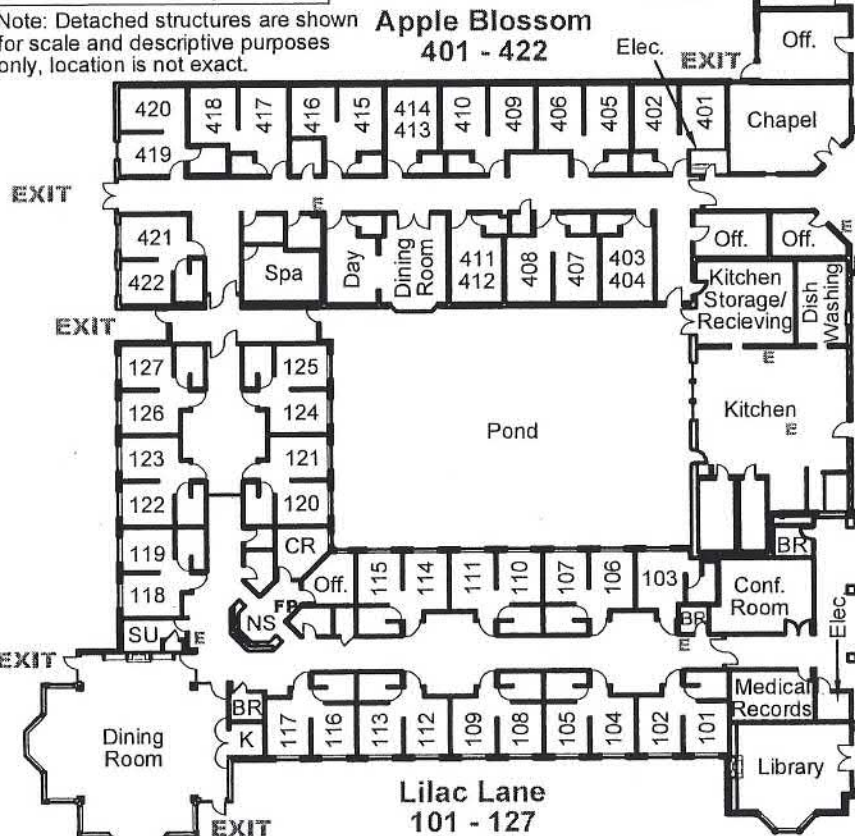 Note: Detached structures are shown
for scale and descriptive purposes
only, location is not exact.
Apple Blossom
401 - 422
Elec.
EXIT
Off.
420
418
417
416
415
414
413
410
409
406
405
402
401
Chapel
419
EXIT
E
E
421
422
Spa
Day
Dining
Room
411
412
408
407
403
404
Off.
Off.
Kitchen
Storage/
Recieving
Dish
Washing
EXIT
E
127
125
126
124
Kitchen
E
Pond
123
121
122
120
119
CR
118
Off.
115
114
111
110
107
106
103
BR
Conf.
Room
Elec
SU
E
NS
FP
BR
E
EXIT
Dining
Room
BR
K
117
116
113
112
109
108
105
104
102
101
Medical
Records
Library
EXIT
Lilac Lane
101 - 127